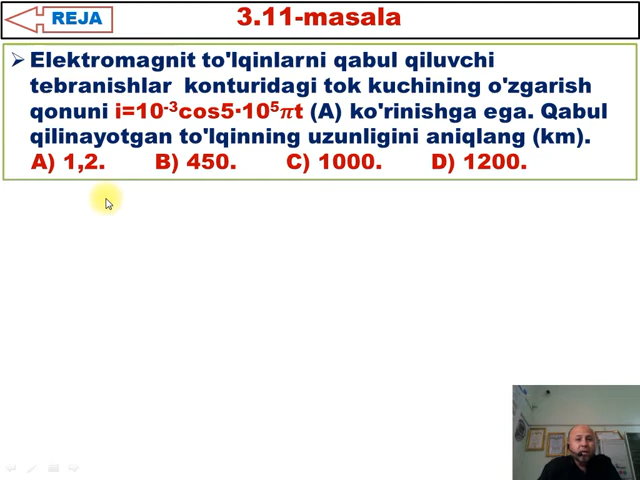 REJA
3.11-masala
➢ Elektromagnit to'lqinlarni qabul qiluvchi
tebranishlar konturidagi tok kuchining o'zgarish
qonuni i=10⁻³cos5·10⁵πt (A) ko'rinishga ega. Qabul
qilinayotgan to'lqinning uzunligini aniqlang (km).
A) 1,2. B) 450. C) 1000. D) 1200.